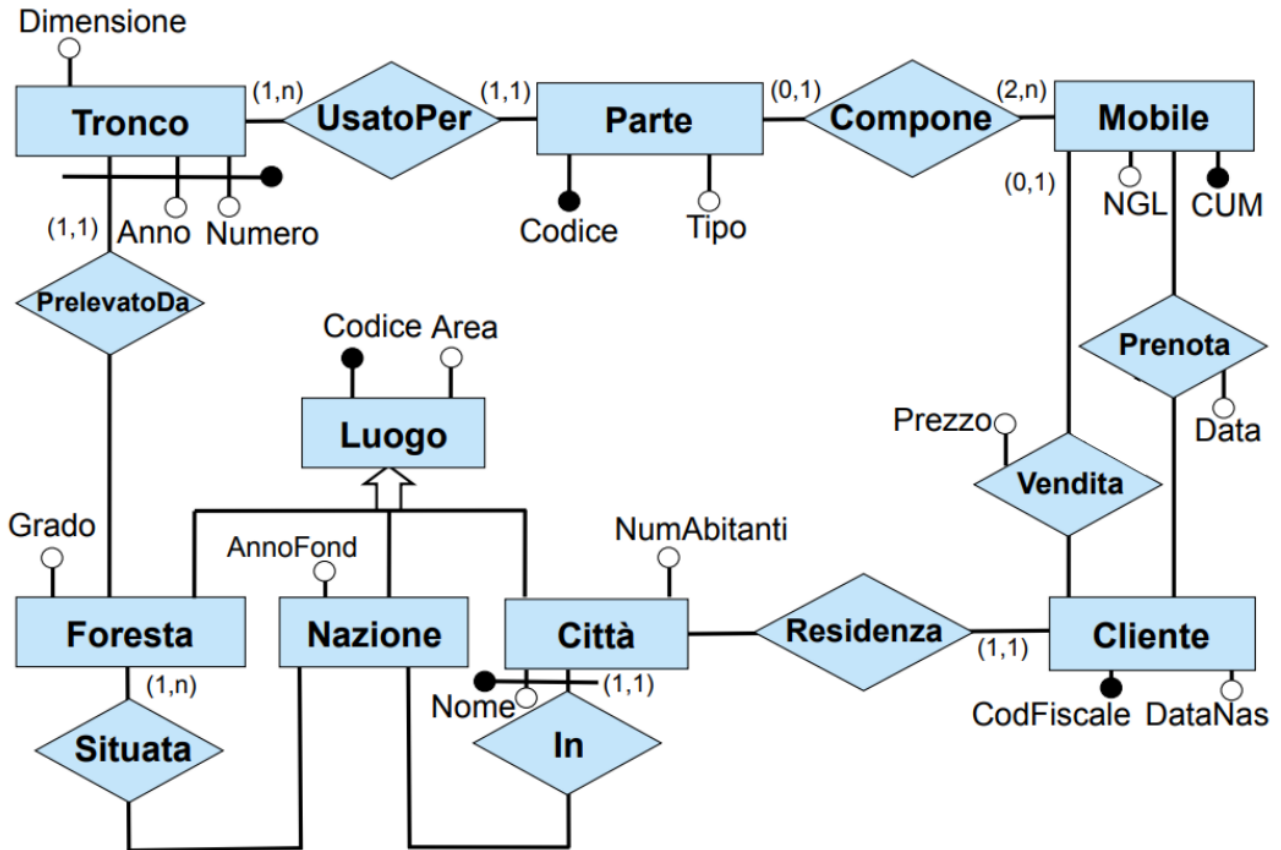 Dimensione
(1,n)
(1,1)
(0,1)
(2,n)
Tronco
UsatoPer
Parte
Compone
Mobile
(0,1)
(1,1)
Anno
Numero
Codice
Tipo
NGL
CUM
PrelevatoDa
Codice
Area
Prenota
Luogo
Prezzo
Data
Vendita
Grado
AnnoFond
NumAbitanti
Foresta
Nazione
Città
Residenza
Cliente
(1,1)
(1,n)
(1,1)
Nome
CodFiscale
DataNas
Situata
In